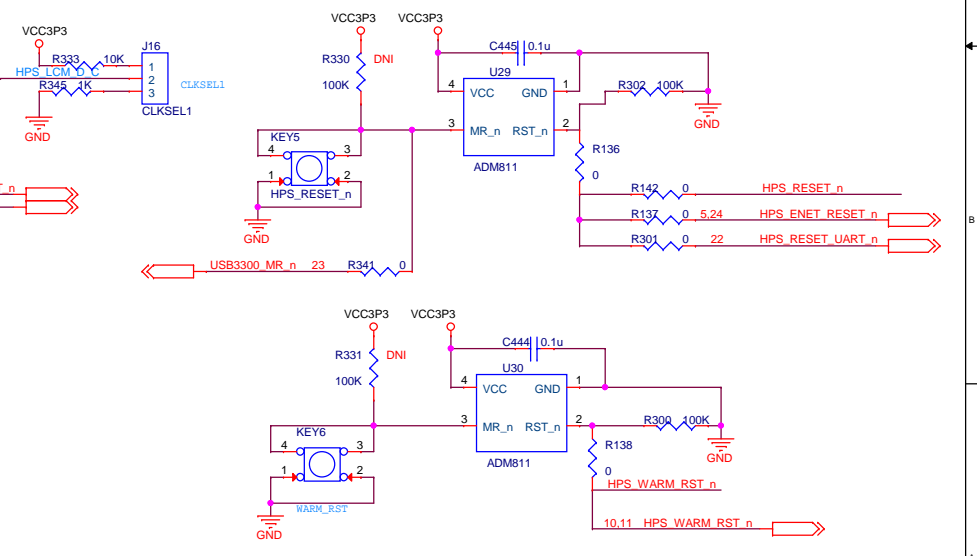 VCC3P3
R333 10K
HPS_LCM_D_C
R345 1K
GND
J16
1
2
3
CLKSEL1
CLKSEL1
T_n
VCC3P3 VCC3P3
R330 DNI
100K
C445 0.1u
U29
4 VCC GND 1
3 MR_n RST_n 2
ADM811
R302 100K
GND
KEY5
4 3
1 2
HPS_RESET_n
GND
R136
0
R142 0 HPS_RESET_n
R137 0 5,24 HPS_ENET_RESET_n
R301 0 22 HPS_RESET_UART_n
USB3300_MR_n 23 R341 0
B
VCC3P3 VCC3P3
R331 DNI
100K
C444 0.1u
U30
4 VCC GND 1
3 MR_n RST_n 2
ADM811
R300 100K
GND
KEY6
4 3
1 2
WARM_RST
GND
R138
0
HPS_WARM_RST_n
10,11 HPS_WARM_RST_n